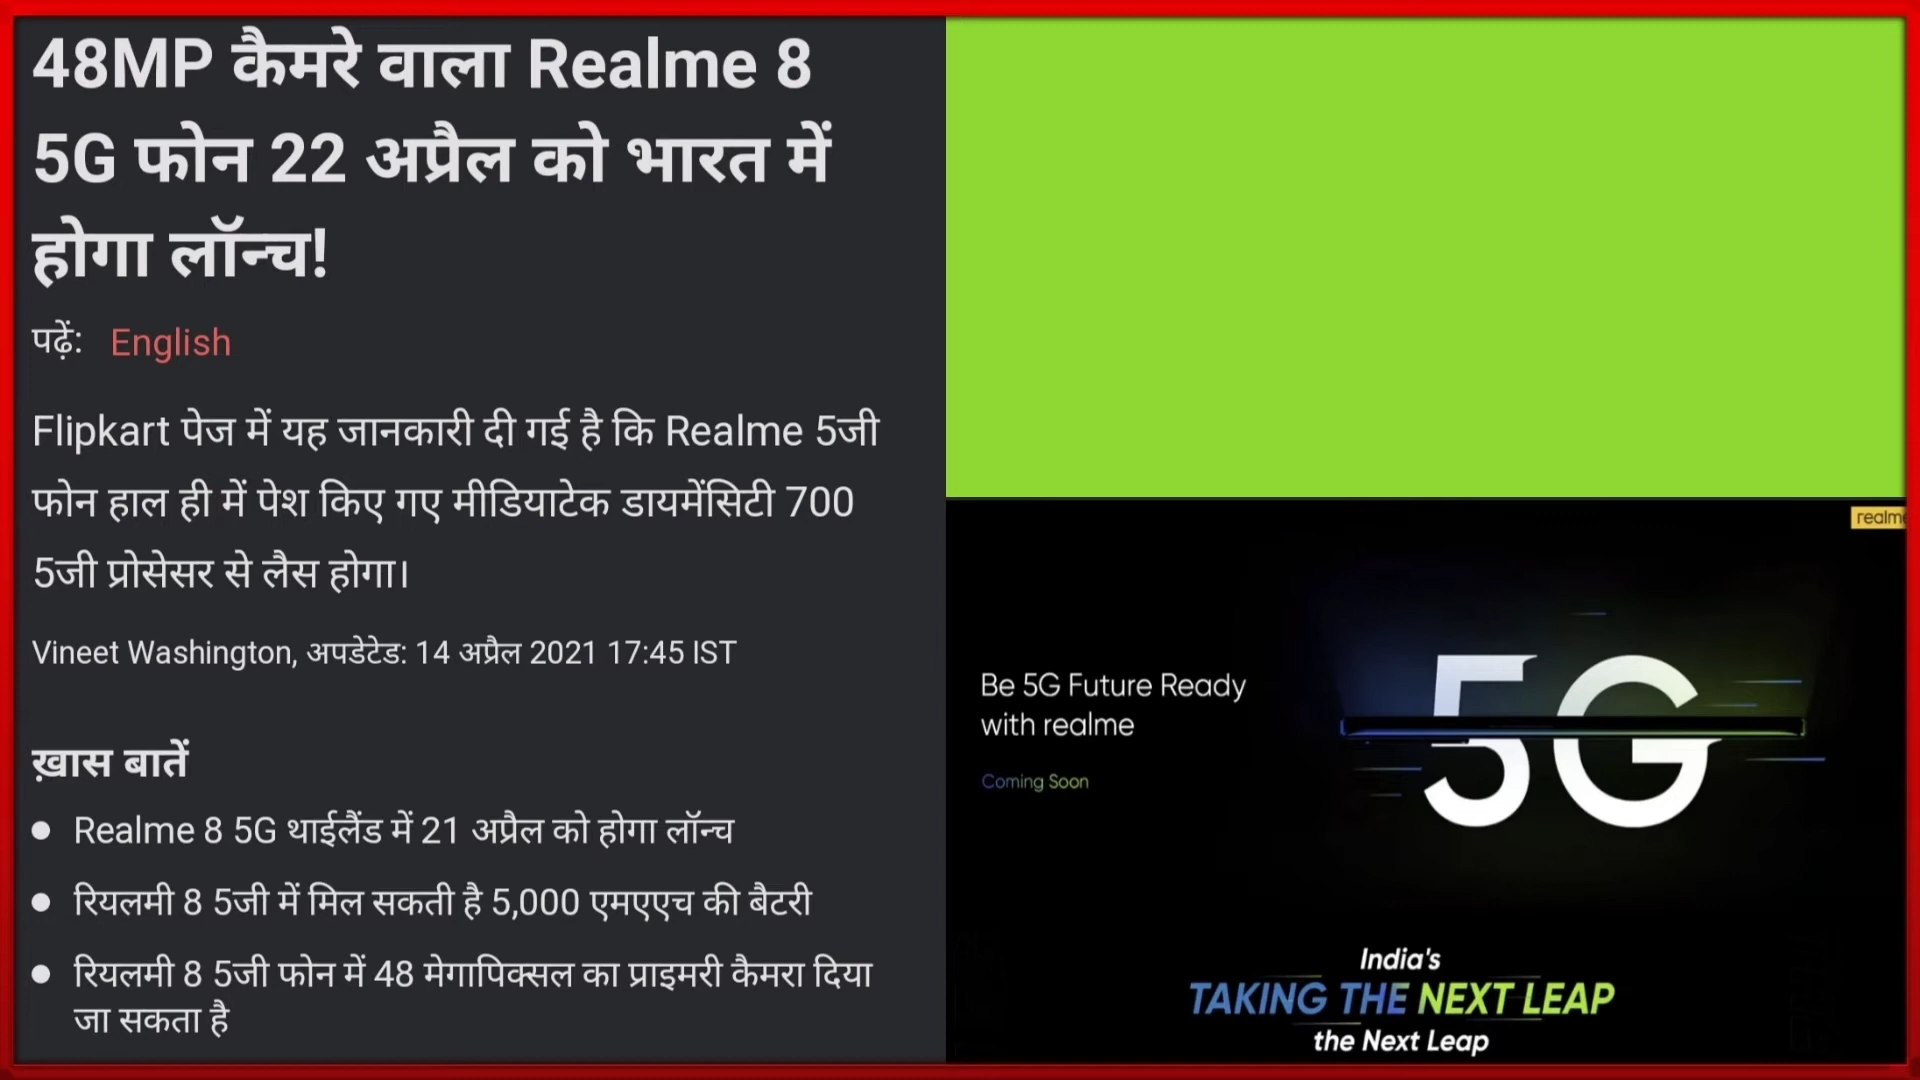 48MP कैमरे वाला Realme 8
5G फोन 22 अप्रैल को भारत में
होगा लॉन्च!
पढ़ें: English
Flipkart पेज में यह जानकारी दी गई है कि Realme 5जी
फोन हाल ही में पेश किए गए मीडियाटेक डायमेंसिटी 700
5जी प्रोसेसर से लैस होगा।
Vineet Washington, अपडेटेड: 14 अप्रैल 2021 17:45 IST
ख़ास बातें
● Realme 8 5G थाईलैंड में 21 अप्रैल को होगा लॉन्च
● रियलमी 8 5जी में मिल सकती है 5,000 एमएएच की बैटरी
● रियलमी 8 5जी फोन में 48 मेगापिक्सल का प्राइमरी कैमरा दिया
जा सकता है
realme
Be 5G Future Ready
with realme
Coming Soon
5G
India's
TAKING THE NEXT LEAP
the Next Leap